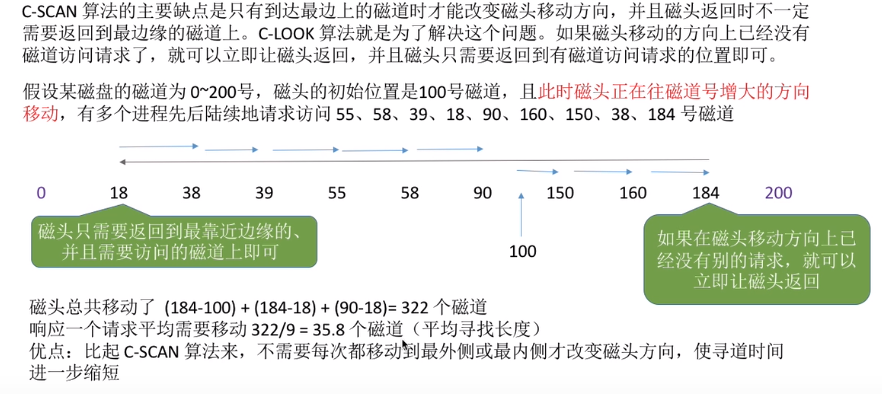 C-SCAN 算法的主要缺点是只有到达最边上的磁道时才能改变磁头移动方向，并且磁头返回时不一定
需要返回到最边缘的磁道上。C-LOOK 算法就是为了解决这个问题。如果磁头移动的方向上已经没有
磁道访问请求了，就可以立即让磁头返回，并且磁头只需要返回到有磁道访问请求的位置即可。
假设某磁盘的磁道为 0~200号，磁头的初始位置是100号磁道，且此时磁头正在往磁道号增大的方向
移动，有多个进程先后陆续地请求访问 55、58、39、18、90、160、150、38、184 号磁道
0 18 38 39 55 58 90 150 160 184 200
100
磁头只需要返回到最靠近边缘的、
并且需要访问的磁道上即可
如果在磁头移动方向上已
经没有别的请求，就可以
立即让磁头返回
磁头总共移动了 (184-100) + (184-18) + (90-18)= 322 个磁道
响应一个请求平均需要移动 322/9 = 35.8 个磁道（平均寻找长度）
优点：比起 C-SCAN 算法来，不需要每次都移动到最外侧或最内侧才改变磁头方向，使寻道时间
进一步缩短